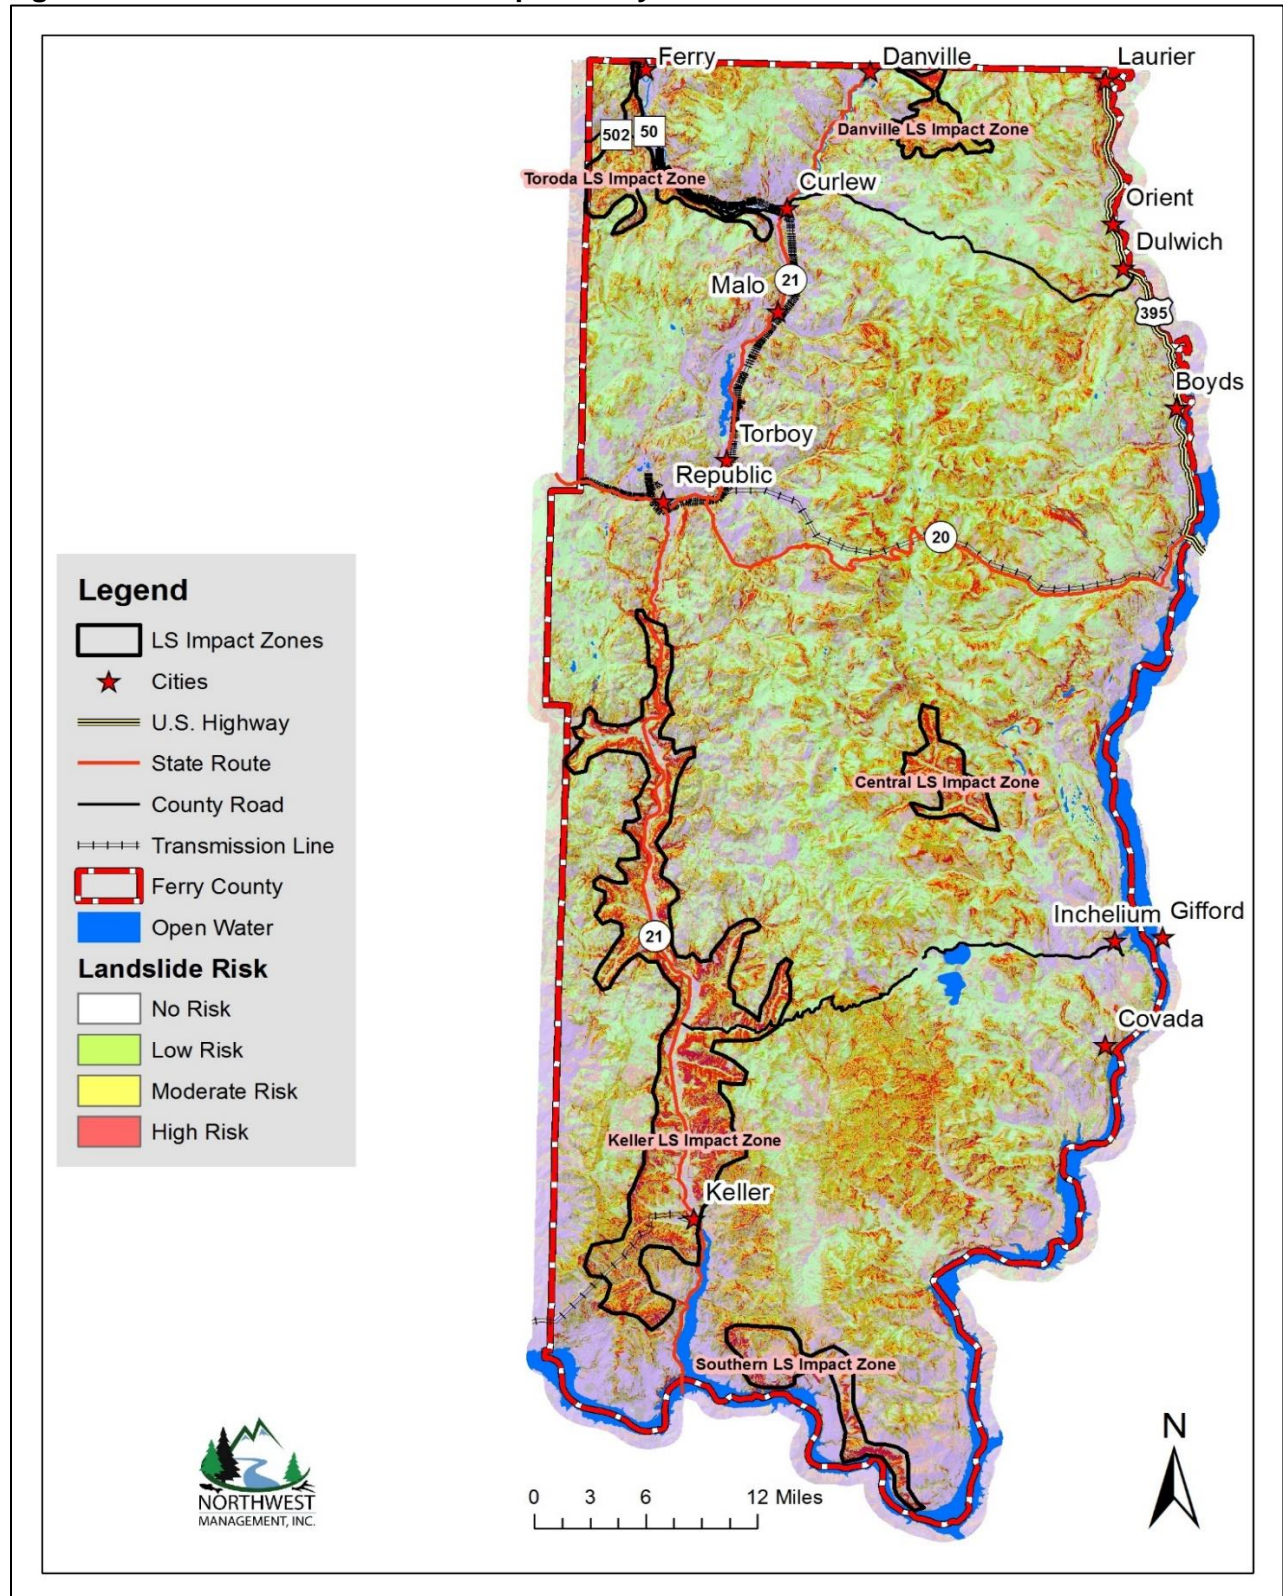 Ferry
Danville
Laurier
502
50
Danville LS Impact Zone
Toroda LS Impact Zone
Curlew
Orient
Dulwich
Malo
21
395
Boyds
Torboy
Republic
20
Legend
LS Impact Zones
Cities
U.S. Highway
State Route
County Road
Transmission Line
Ferry County
Open Water
Landslide Risk
No Risk
Low Risk
Moderate Risk
High Risk
Central LS Impact Zone
Inchelium
Gifford
21
Covada
Keller LS Impact Zone
Keller
Southern LS Impact Zone
N
NORTHWEST
MANAGEMENT, INC.
0 3 6 12 Miles